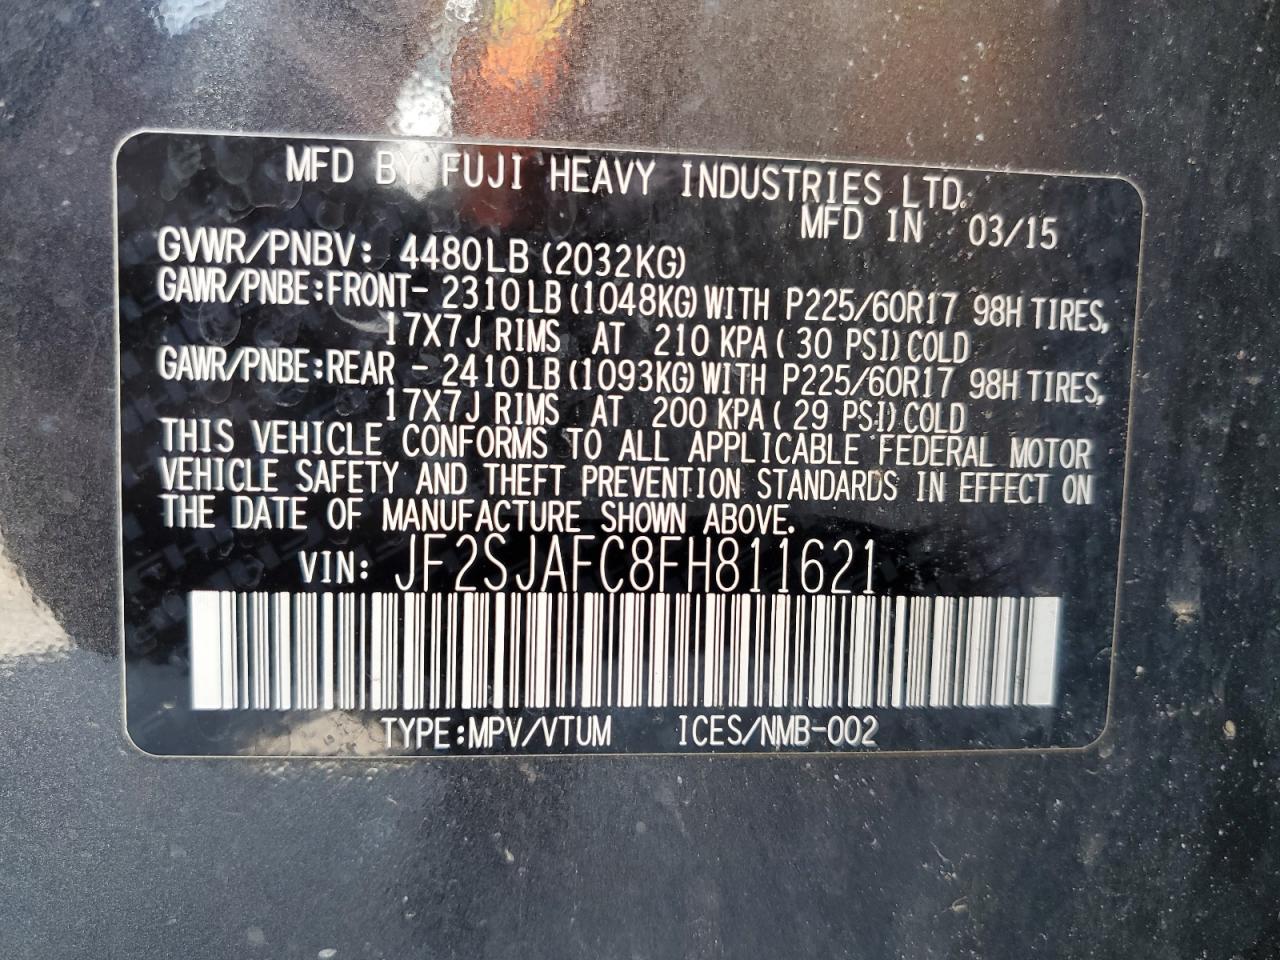 MFD BY FUJI HEAVY INDUSTRIES LTD.
MFD IN 03/15
GVWR/PNBV: 4480LB (2032KG)
GAWR/PNBE:FRONT- 2310LB (1048KG) WITH P225/60R17 98H TIRES,
17X7J RIMS AT 210 KPA ( 30 PSI) COLD
GAWR/PNBE:REAR - 2410LB (1093KG) WITH P225/60R17 98H TIRES,
17X7J RIMS AT 200 KPA ( 29 PSI) COLD
THIS VEHICLE CONFORMS TO ALL APPLICABLE FEDERAL MOTOR
VEHICLE SAFETY AND THEFT PREVENTION STANDARDS IN EFFECT ON
THE DATE OF MANUFACTURE SHOWN ABOVE.
VIN: JF2SJAFC8FH811621
TYPE:MPV/VTUM ICES/NMB-002